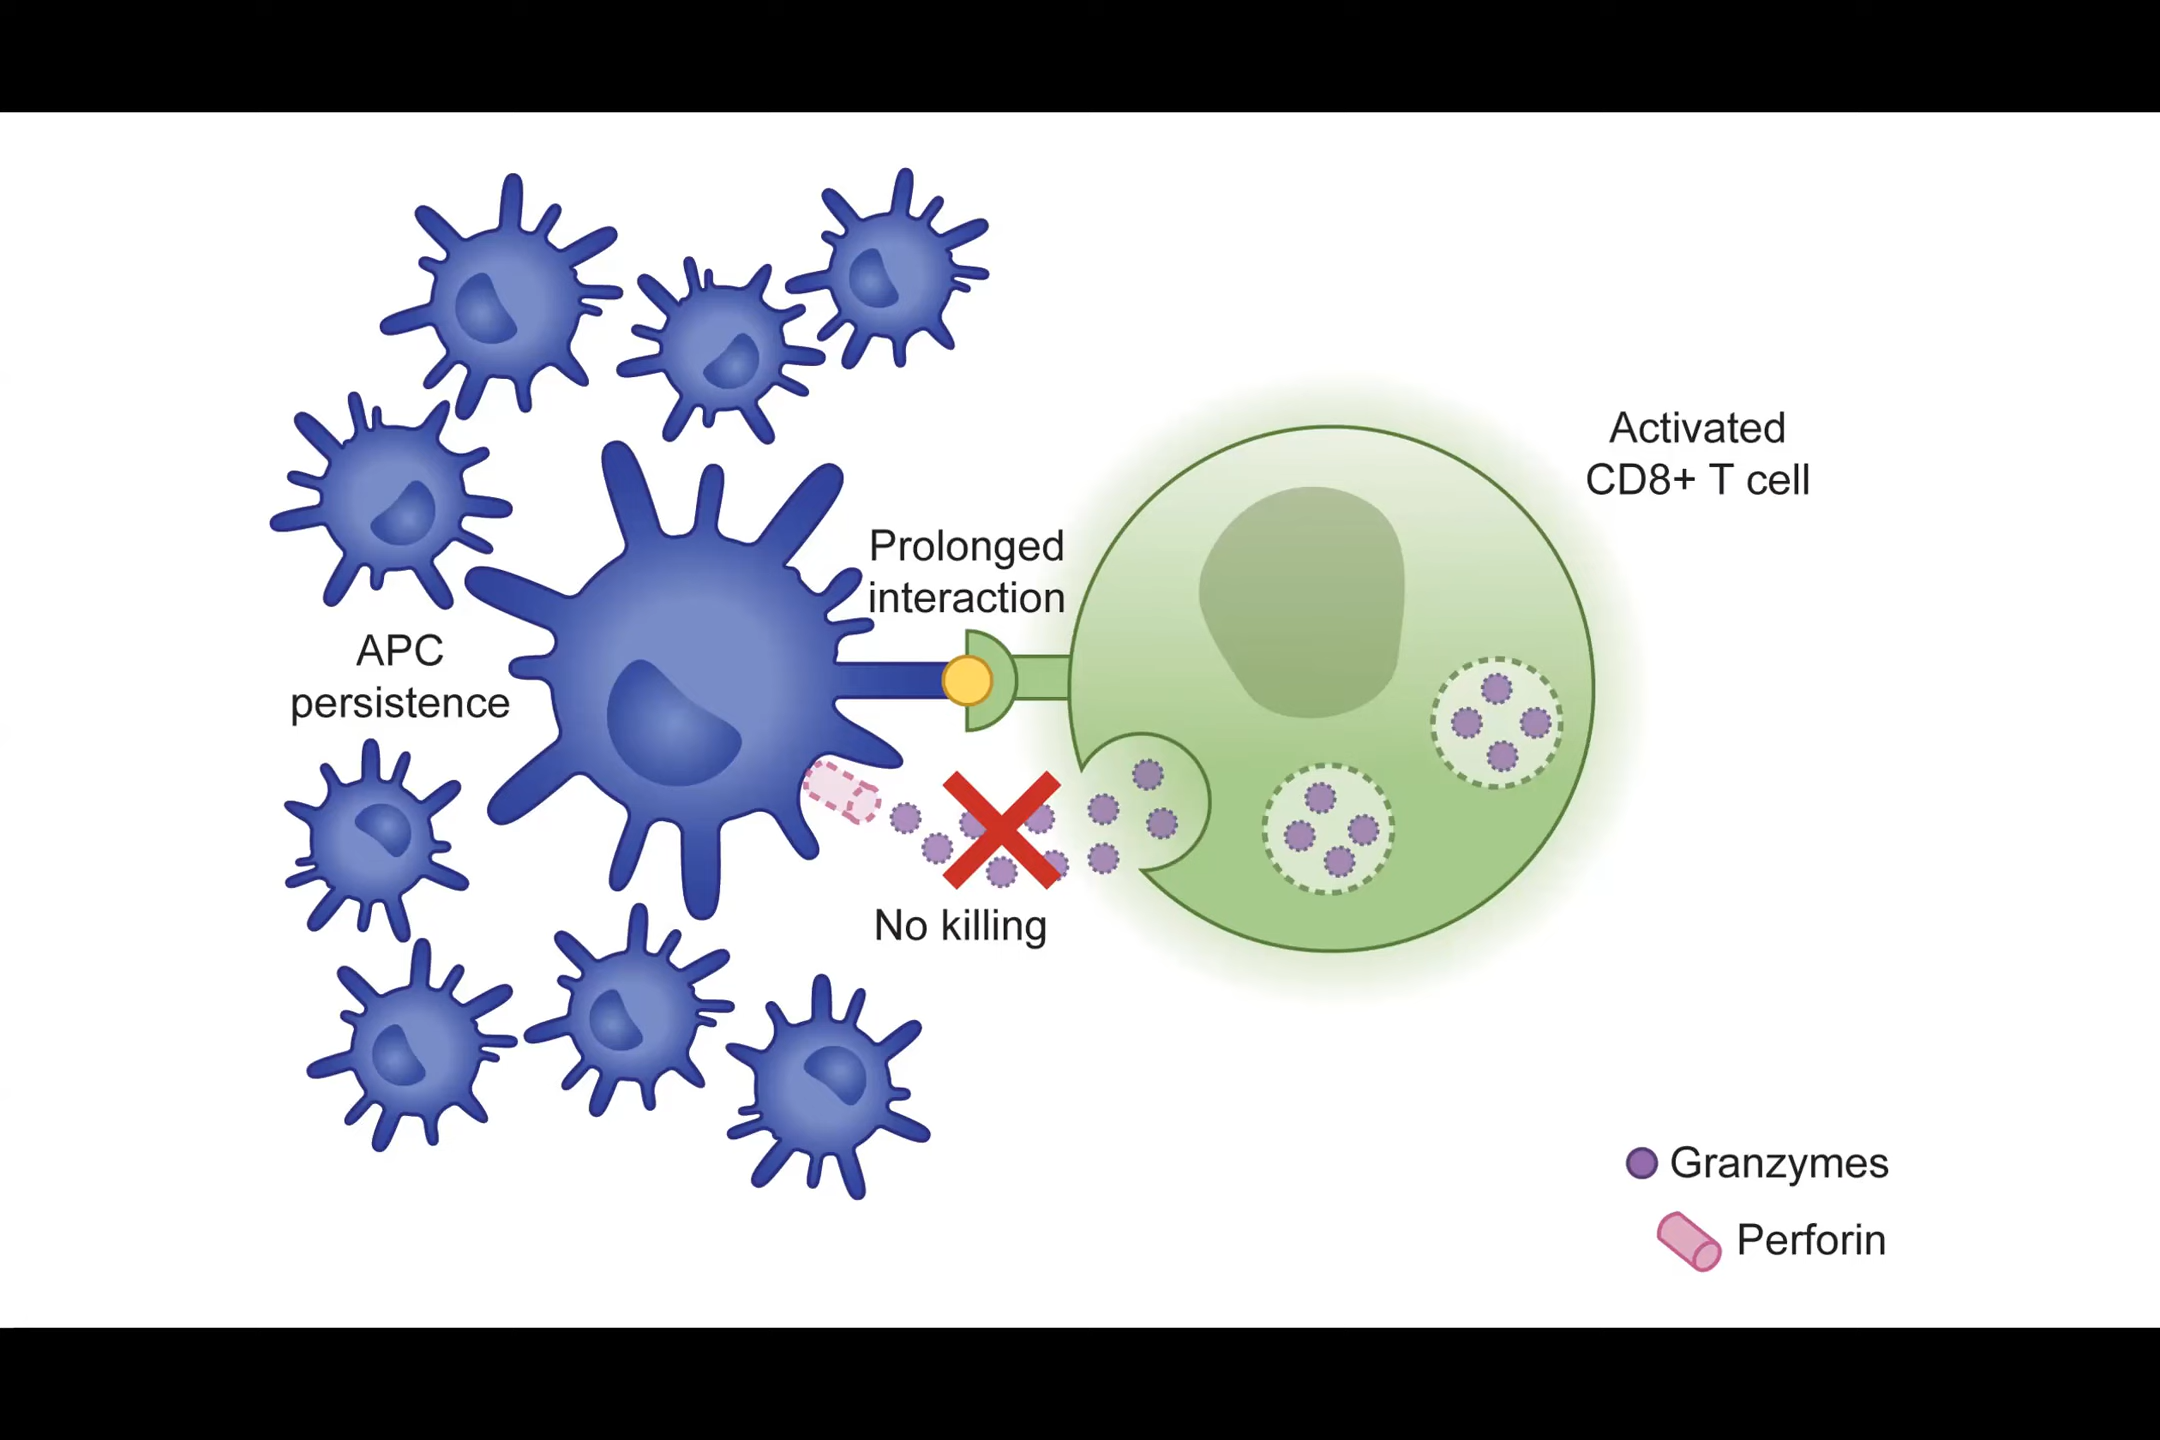 Activated
CD8+ T cell
Prolonged
interaction
APC
persistence
No killing
Granzymes
Perforin